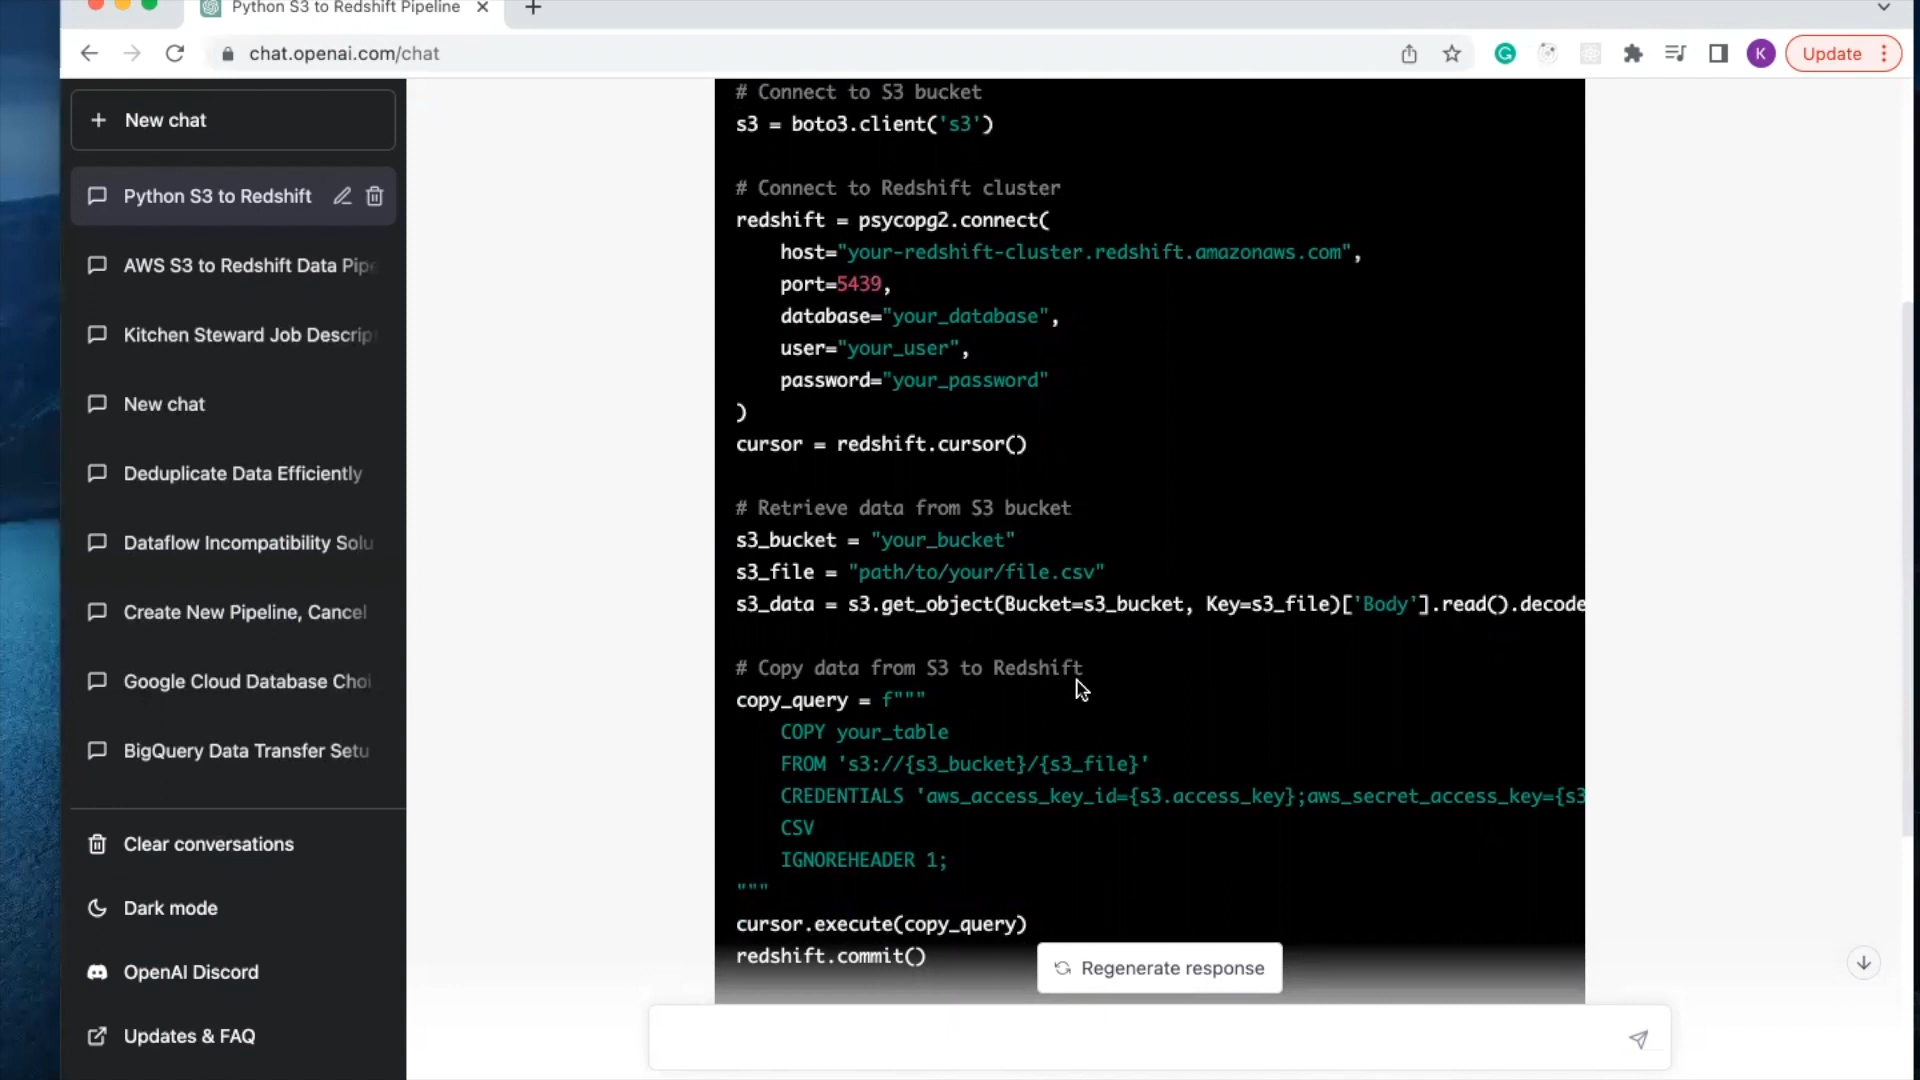 Python S3 to Redshift Pipeline
chat.openai.com/chat
K
Update
New chat
Python S3 to Redshift
AWS S3 to Redshift Data Pipe
Kitchen Steward Job Descrip
New chat
Deduplicate Data Efficiently
Dataflow Incompatibility Solu
Create New Pipeline, Cancel
Google Cloud Database Choi
BigQuery Data Transfer Setu
Clear conversations
Dark mode
OpenAI Discord
Updates & FAQ
# Connect to S3 bucket
s3 = boto3.client('s3')
# Connect to Redshift cluster
redshift = psycopg2.connect(
host="your-redshift-cluster.redshift.amazonaws.com",
port=5439,
database="your_database",
user="your_user",
password="your_password"
)
cursor = redshift.cursor()
# Retrieve data from S3 bucket
s3_bucket = "your_bucket"
s3_file = "path/to/your/file.csv"
s3_data = s3.get_object(Bucket=s3_bucket, Key=s3_file)['Body'].read().decode
# Copy data from S3 to Redshift
copy_query = f"""
COPY your_table
FROM 's3://{s3_bucket}/{s3_file}'
CREDENTIALS 'aws_access_key_id={s3.access_key};aws_secret_access_key={s3
CSV
IGNOREHEADER 1;
"""
cursor.execute(copy_query)
redshift.commit()
Regenerate response